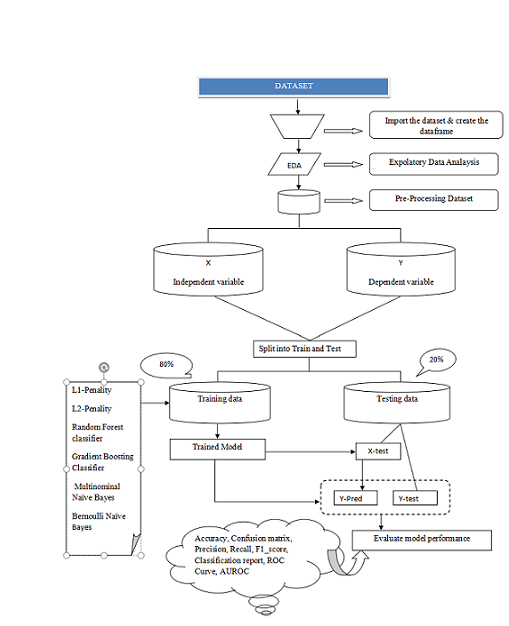 DATASET
Import the dataset & create the
dataframe
EDA
Expolatory Data Analaysis
Pre-Processing Dataset
X
Independent variable
Y
Dependent variable
Split into Train and Test
80%
20%
L1-Penality
L2-Penality
Random Forest
classifier
Gradient Boosting
Classifier
Multinominal
Naïve Bayes
Bernoulli Naïve
Bayes
Training data
Testing data
Trained Model
X-test
Y-Pred
Y-test
Evaluate model performance
Accuracy, Confusion matrix,
Precision, Recall, F1_score,
Classification report, ROC
Curve, AUROC